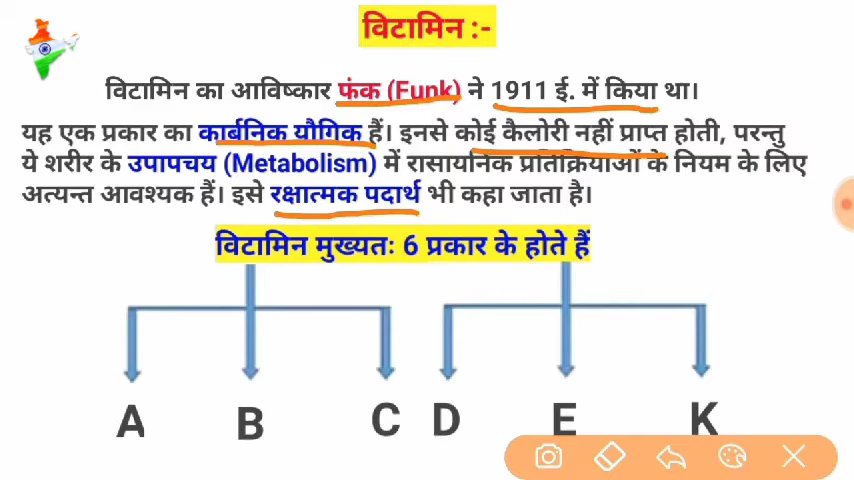 विटामिन :-
विटामिन का आविष्कार फंक (Funk) ने 1911 ई. में किया था।
यह एक प्रकार का कार्बनिक यौगिक हैं। इनसे कोई कैलोरी नहीं प्राप्त होती, परन्तु
ये शरीर के उपापचय (Metabolism) में रासायनिक प्रतिक्रियाओं के नियम के लिए
अत्यन्त आवश्यक हैं। इसे रक्षात्मक पदार्थ भी कहा जाता है।
विटामिन मुख्यतः 6 प्रकार के होते हैं
A B C D E K